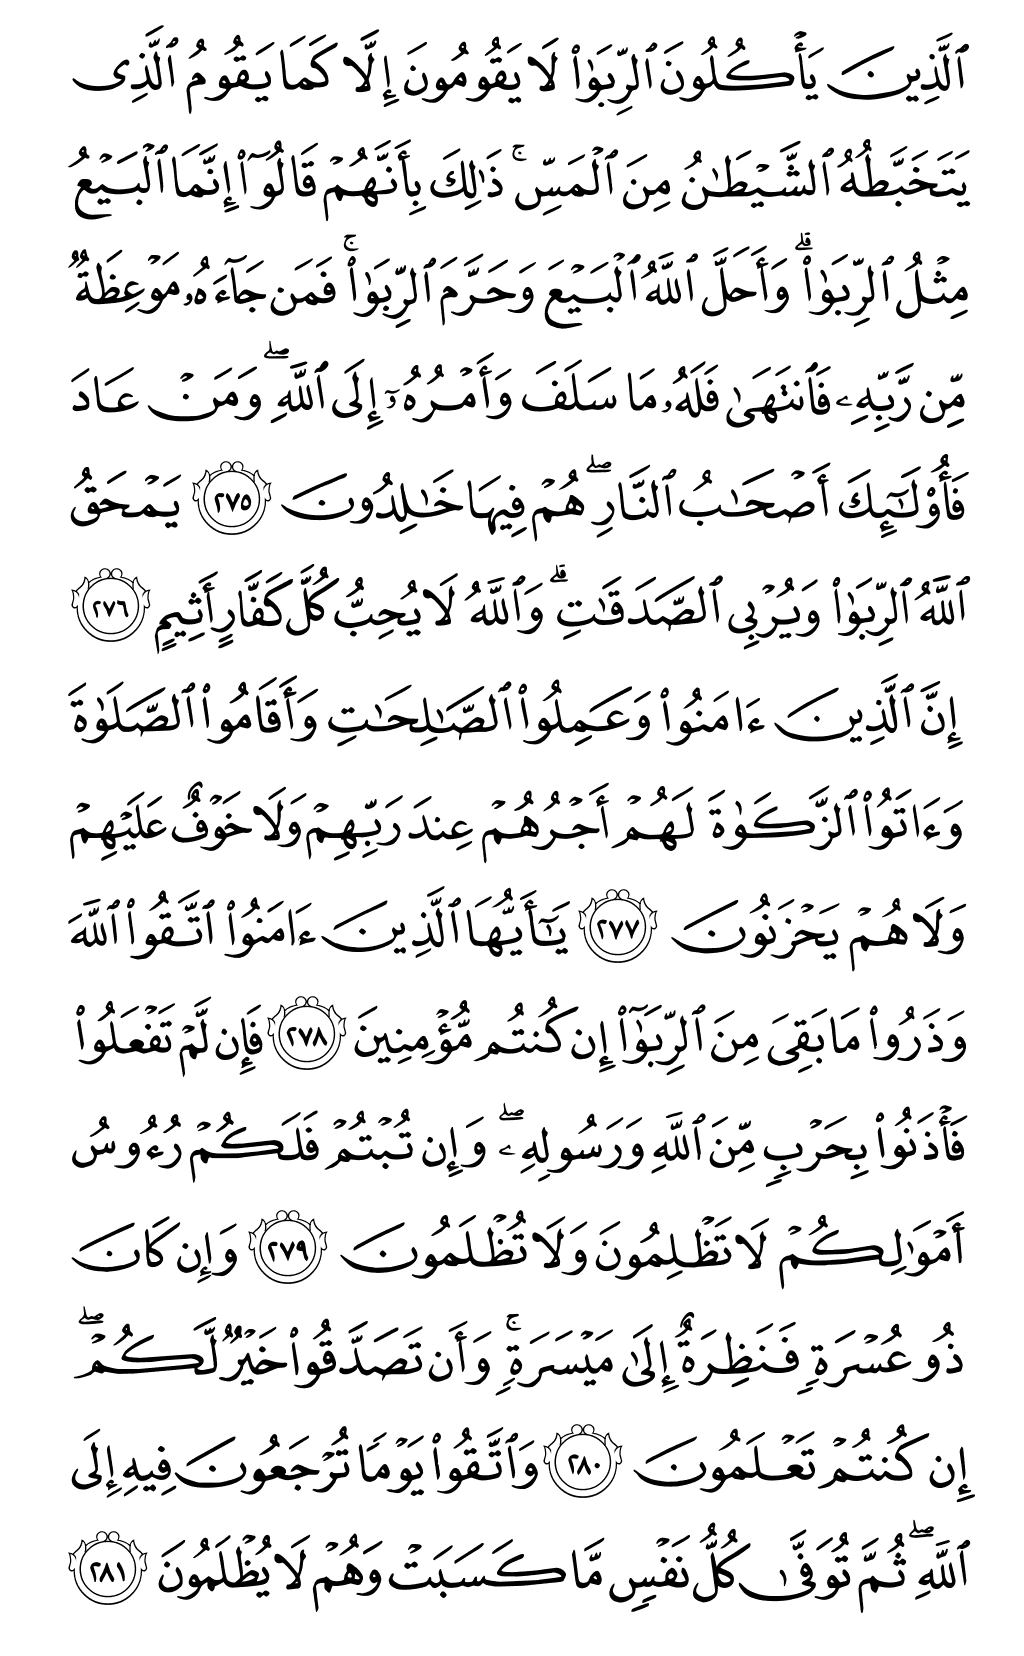 ٱلَّذِينَ يَأۡكُلُونَ ٱلرِّبَوٰاْ لَا يَقُومُونَ إِلَّا كَمَا يَقُومُ ٱلَّذِى
يَتَخَبَّطُهُ ٱلشَّيۡطَٰنُ مِنَ ٱلۡمَسِّۚ ذَٰلِكَ بِأَنَّهُمۡ قَالُوٓاْ إِنَّمَا ٱلۡبَيۡعُ
مِثۡلُ ٱلرِّبَوٰاْۗ وَأَحَلَّ ٱللَّهُ ٱلۡبَيۡعَ وَحَرَّمَ ٱلرِّبَوٰاْۚ فَمَن جَآءَهُۥ مَوۡعِظَةٌ
مِّن رَّبِّهِۦ فَٱنتَهَىٰ فَلَهُۥ مَا سَلَفَ وَأَمۡرُهُۥٓ إِلَى ٱللَّهِۖ وَمَنۡ عَادَ
فَأُوْلَٰٓئِكَ أَصۡحَٰبُ ٱلنَّارِۖ هُمۡ فِيهَا خَٰلِدُونَ ٢٧٥ يَمۡحَقُ
ٱللَّهُ ٱلرِّبَوٰاْ وَيُرۡبِى ٱلصَّدَقَٰتِۗ وَٱللَّهُ لَا يُحِبُّ كُلَّ كَفَّارٍ أَثِيمٍ ٢٧٦
إِنَّ ٱلَّذِينَ ءَامَنُواْ وَعَمِلُواْ ٱلصَّٰلِحَٰتِ وَأَقَامُواْ ٱلصَّلَوٰةَ
وَءَاتَوُاْ ٱلزَّكَوٰةَ لَهُمۡ أَجۡرُهُمۡ عِندَ رَبِّهِمۡ وَلَا خَوۡفٌ عَلَيۡهِمۡ
وَلَا هُمۡ يَحۡزَنُونَ ٢٧٧ يَٰٓأَيُّهَا ٱلَّذِينَ ءَامَنُواْ ٱتَّقُواْ ٱللَّهَ
وَذَرُواْ مَا بَقِىَ مِنَ ٱلرِّبَوٰٓاْ إِن كُنتُم مُّؤۡمِنِينَ ٢٧٨ فَإِن لَّمۡ تَفۡعَلُواْ
فَأۡذَنُواْ بِحَرۡبٍ مِّنَ ٱللَّهِ وَرَسُولِهِۦۖ وَإِن تُبۡتُمۡ فَلَكُمۡ رُءُوسُ
أَمۡوَٰلِكُمۡ لَا تَظۡلِمُونَ وَلَا تُظۡلَمُونَ ٢٧٩ وَإِن كَانَ
ذُو عُسۡرَةٍ فَنَظِرَةٌ إِلَىٰ مَيۡسَرَةٍۚ وَأَن تَصَدَّقُواْ خَيۡرٌ لَّكُمۡۖ
إِن كُنتُمۡ تَعۡلَمُونَ ٢٨٠ وَٱتَّقُواْ يَوۡمًا تُرۡجَعُونَ فِيهِ إِلَى
ٱللَّهِۖ ثُمَّ تُوَفَّىٰ كُلُّ نَفۡسٍ مَّا كَسَبَتۡ وَهُمۡ لَا يُظۡلَمُونَ ٢٨١